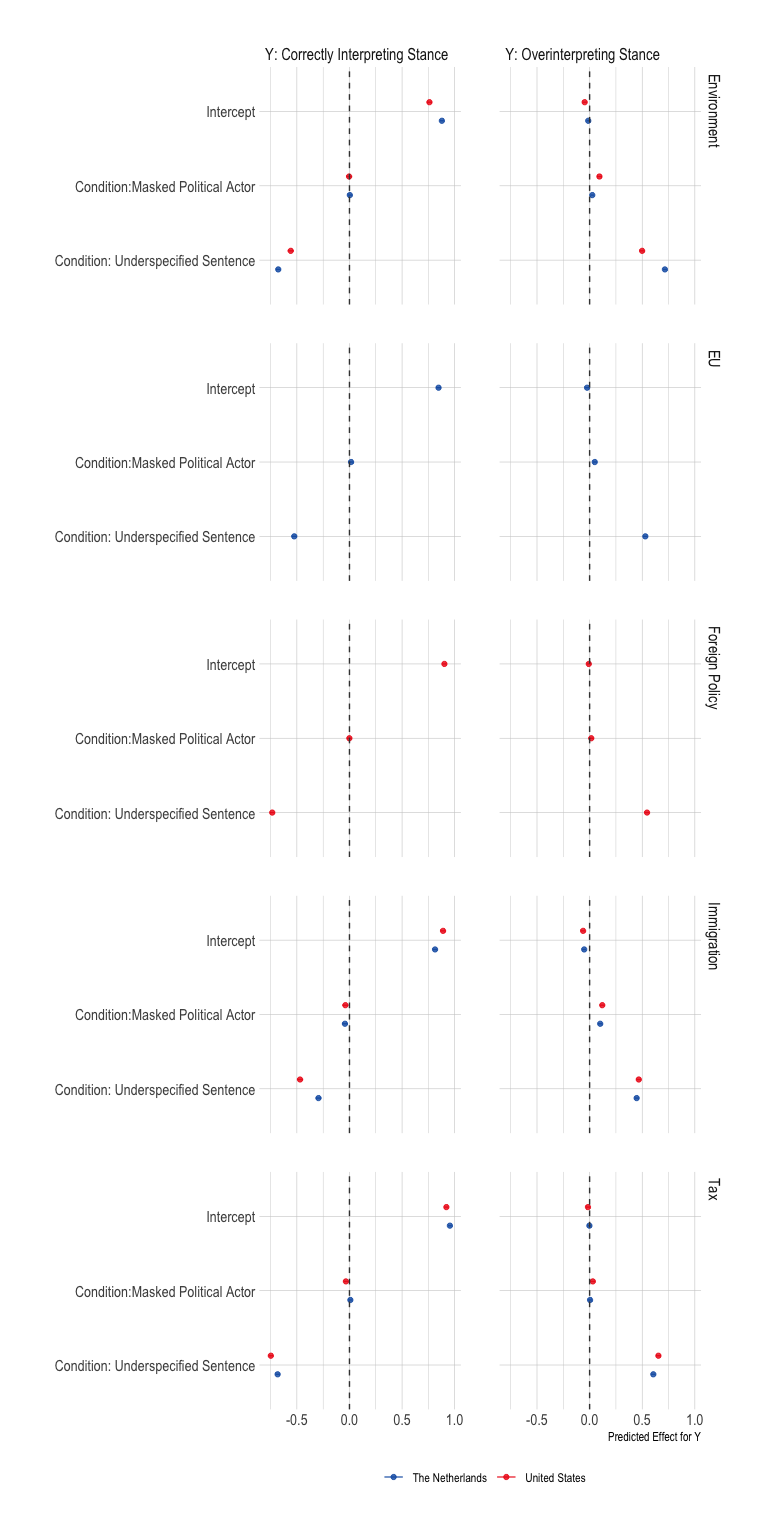 Y: Correctly Interpreting Stance Y: Overinterpreting Stance
Environment
Intercept
Condition:Masked Political Actor
Condition: Underspecified Sentence
EU
Intercept
Condition:Masked Political Actor
Condition: Underspecified Sentence
Foreign Policy
Intercept
Condition:Masked Political Actor
Condition: Underspecified Sentence
Immigration
Intercept
Condition:Masked Political Actor
Condition: Underspecified Sentence
Tax
Intercept
Condition:Masked Political Actor
Condition: Underspecified Sentence
-0.5 0.0 0.5 1.0 -0.5 0.0 0.5 1.0
Predicted Effect for Y
The Netherlands United States